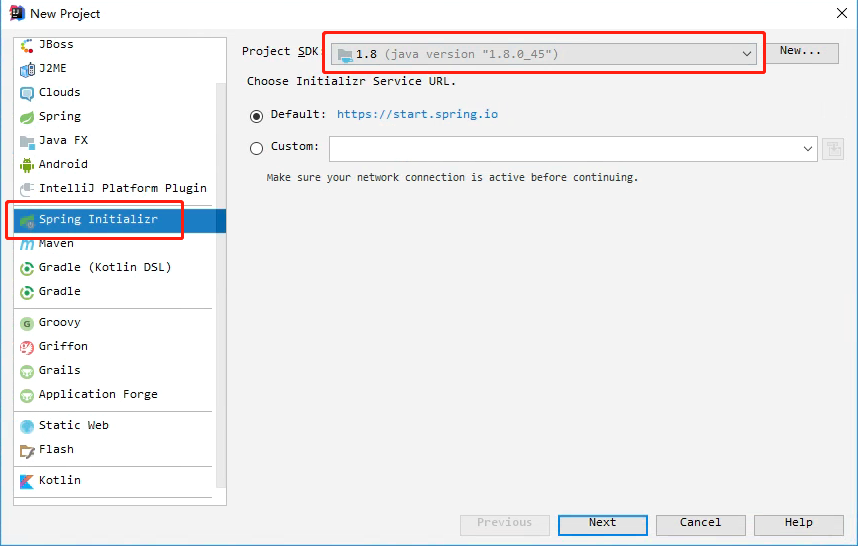 New Project
JBoss
J2ME
Clouds
Spring
Java FX
Android
IntelliJ Platform Plugin
Spring Initializr
Maven
Gradle (Kotlin DSL)
Gradle
Groovy
Griffon
Grails
Application Forge
Static Web
Flash
Kotlin
Project SDK 1.8 (java version "1.8.0_45") New...
Choose Initializr Service URL.
Default: https://start.spring.io
Custom:
Make sure your network connection is active before continuing.
Previous Next Cancel Help